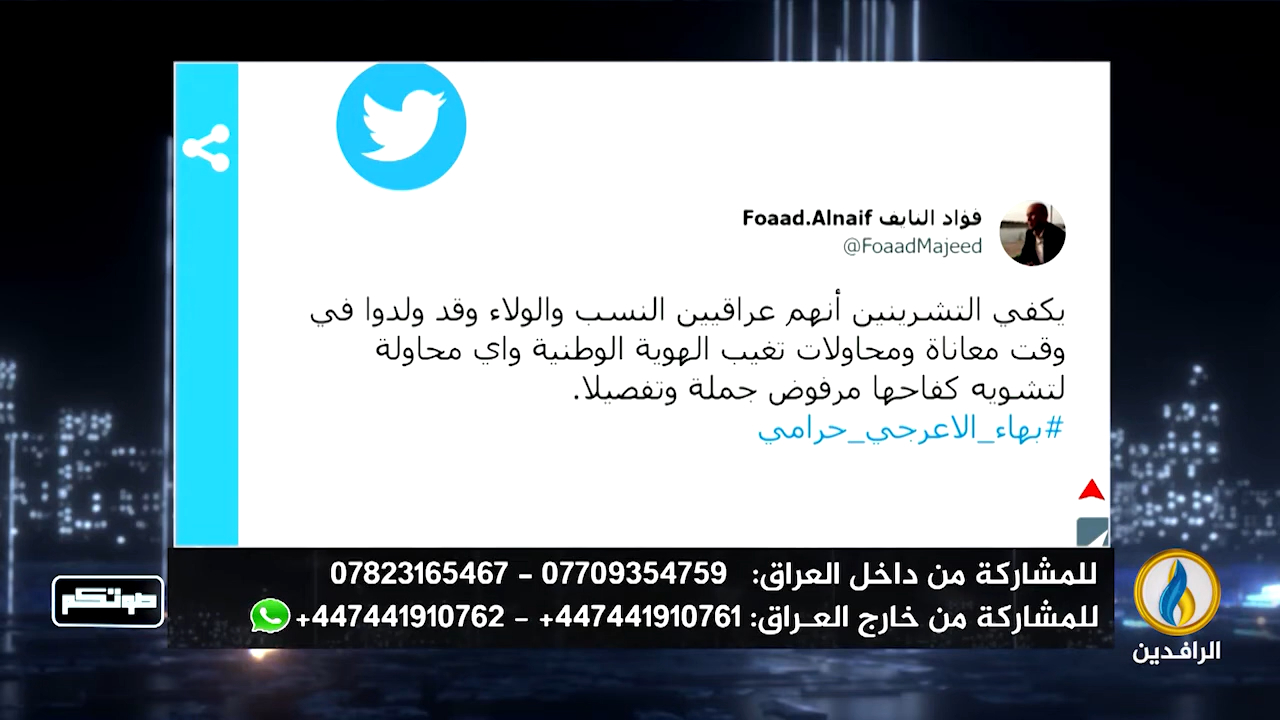 فؤاد النايف Foaad.Alnaif
@FoaadMajeed
يكفي التشرينين أنهم عراقيين النسب والولاء وقد ولدوا في
وقت معاناة ومحاولات تغيب الهوية الوطنية واي محاولة
لتشويه كفاحها مرفوض جملة وتفصيلا.
#بهاء_الاعرجي_حرامي
للمشاركة من داخل العراق: 07709354759 - 07823165467
للمشاركة من خارج العـراق: 447441910761+ - 447441910762+
صوتكم
الرافدين